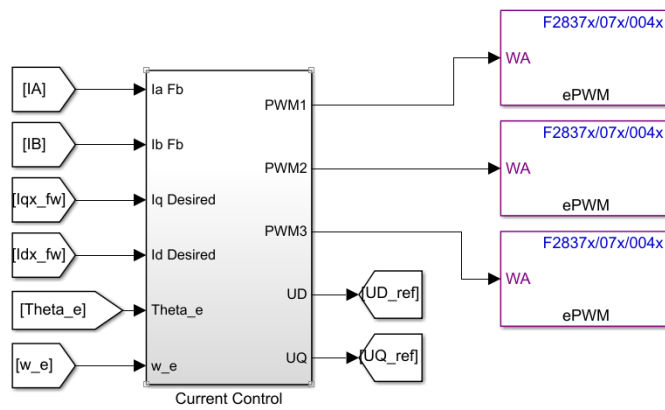 [IA]
[IB]
[Iqx_fw]
[Idx_fw]
[Theta_e]
[w_e]
Ia Fb
Ib Fb
Iq Desired
Id Desired
Theta_e
w_e
PWM1
PWM2
PWM3
UD
UQ
Current Control
[UD_ref]
[UQ_ref]
F2837x/07x/004x
WA
ePWM
F2837x/07x/004x
WA
ePWM
F2837x/07x/004x
WA
ePWM